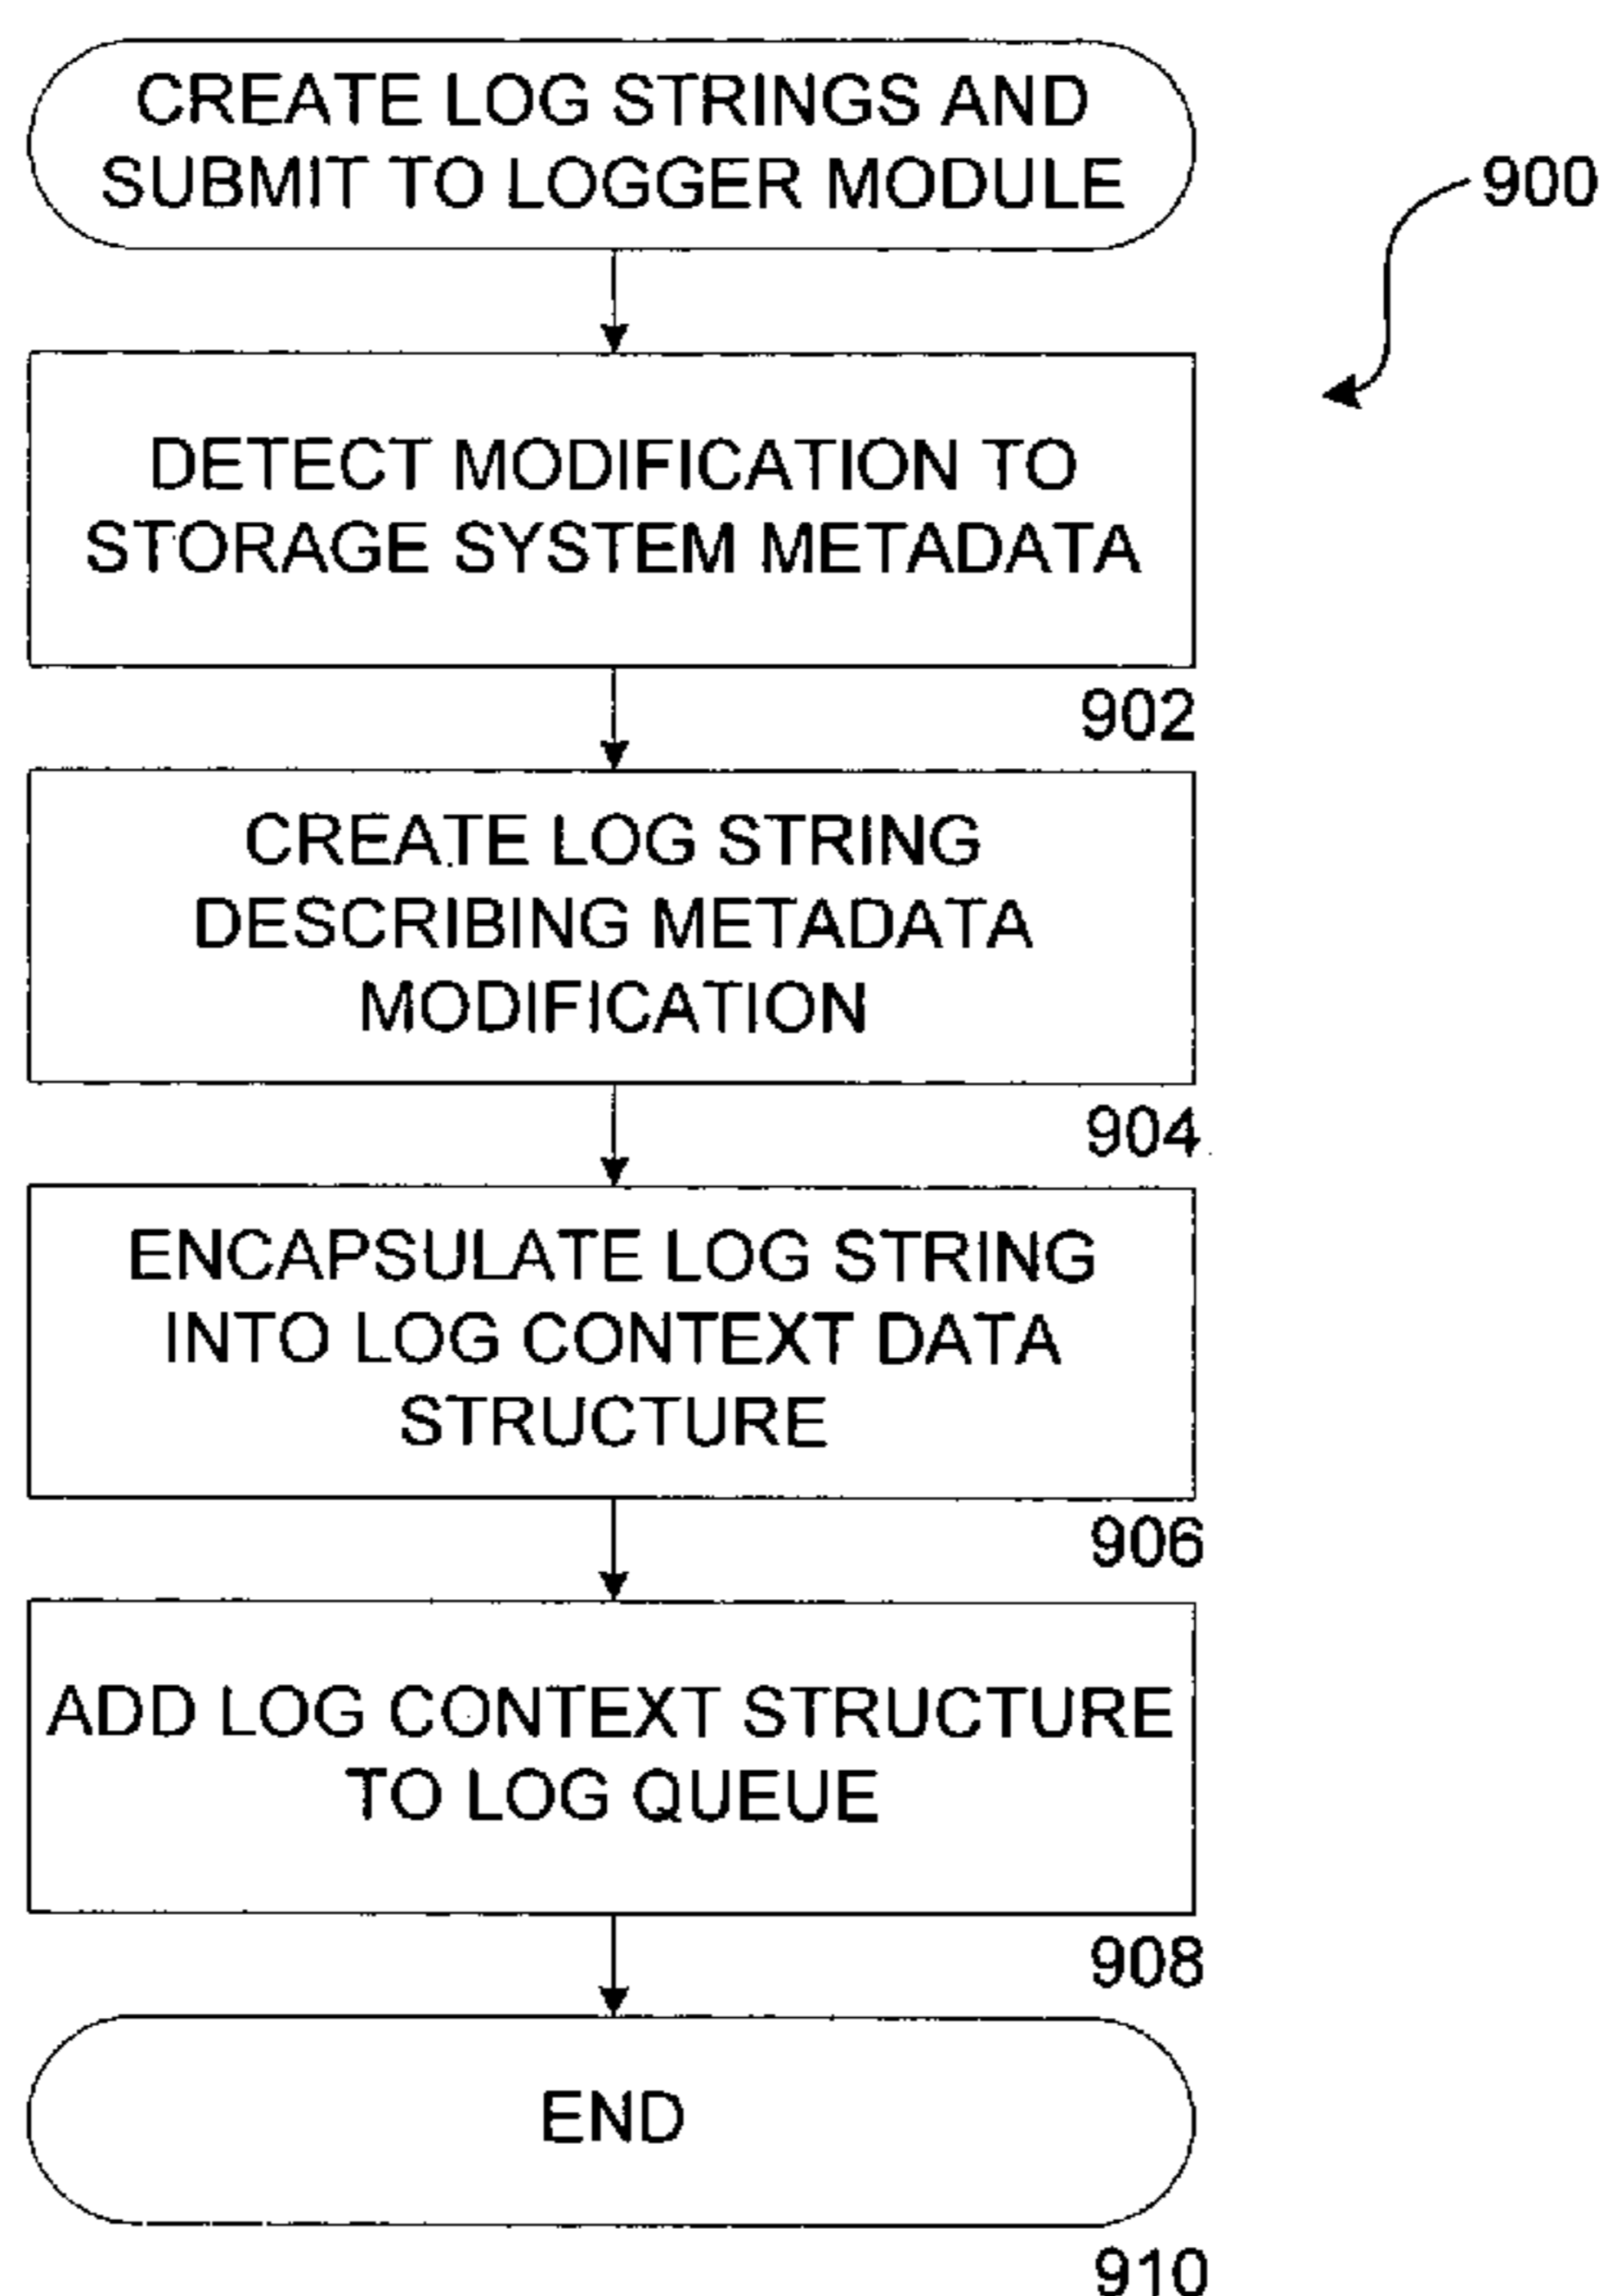 CREATE LOG STRINGS AND
SUBMIT TO LOGGER MODULE
900
DETECT MODIFICATION TO
STORAGE SYSTEM METADATA
902
CREATE LOG STRING
DESCRIBING METADATA
MODIFICATION
904
ENCAPSULATE LOG STRING
INTO LOG CONTEXT DATA
STRUCTURE
906
ADD LOG CONTEXT STRUCTURE
TO LOG QUEUE
908
END
910